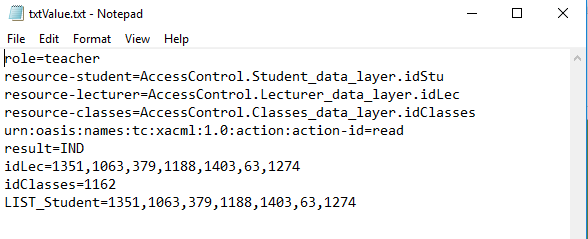 txtValue.txt - Notepad
File Edit Format View Help
role=teacher
resource-student=AccessControl.Student_data_layer.idStu
resource-lecturer=AccessControl.Lecturer_data_layer.idLec
resource-classes=AccessControl.Classes_data_layer.idClasses
urn:oasis:names:tc:xacml:1.0:action:action-id=read
result=IND
idLec=1351,1063,379,1188,1403,63,1274
idClasses=1162
LIST_Student=1351,1063,379,1188,1403,63,1274